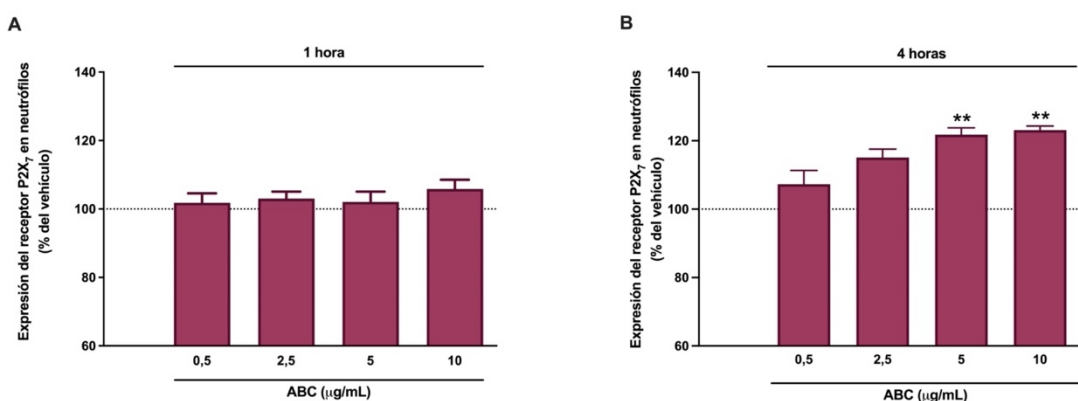 A
1 hora
Expresión del receptor P2X₇ en neutrófilos
(% del vehículo)
140
120
100
80
60
0,5 2,5 5 10
ABC (µg/mL)
B
4 horas
Expresión del receptor P2X₇ en neutrófilos
(% del vehículo)
140
120
100
80
60
** **
0,5 2,5 5 10
ABC (µg/mL)